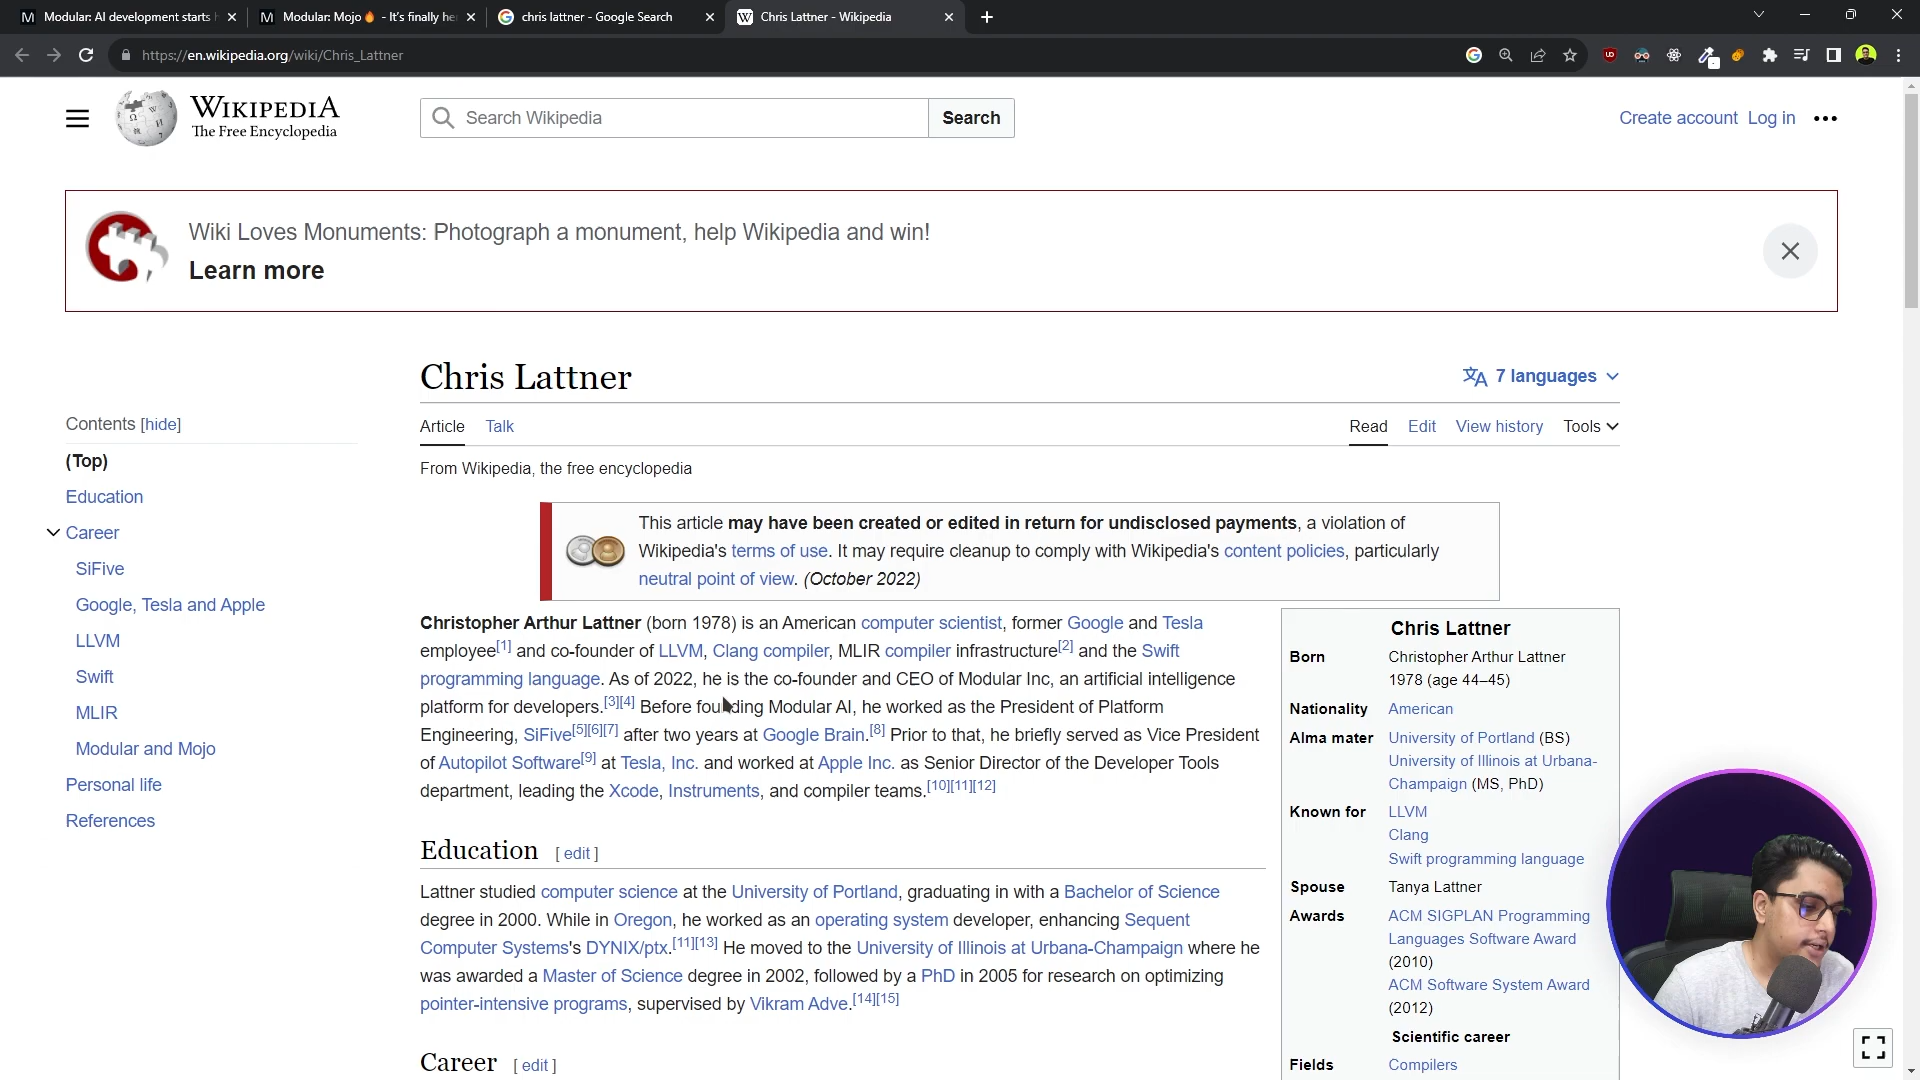 Modular: AI development starts h
Modular: Mojo🔥 - It's finally her
chris lattner - Google Search
Chris Lattner - Wikipedia
https://en.wikipedia.org/wiki/Chris_Lattner
WIKIPEDIA
The Free Encyclopedia
Search Wikipedia
Search
Create account Log in
Wiki Loves Monuments: Photograph a monument, help Wikipedia and win!
Learn more
Chris Lattner
7 languages
Contents [hide]
(Top)
Education
Career
SiFive
Google, Tesla and Apple
LLVM
Swift
MLIR
Modular and Mojo
Personal life
References
Article Talk
Read Edit View history Tools
From Wikipedia, the free encyclopedia
This article may have been created or edited in return for undisclosed payments, a violation of
Wikipedia's terms of use. It may require cleanup to comply with Wikipedia's content policies, particularly
neutral point of view. (October 2022)
Christopher Arthur Lattner (born 1978) is an American computer scientist, former Google and Tesla
employee[1] and co-founder of LLVM, Clang compiler, MLIR compiler infrastructure[2] and the Swift
programming language. As of 2022, he is the co-founder and CEO of Modular Inc, an artificial intelligence
platform for developers.[3][4] Before founding Modular AI, he worked as the President of Platform
Engineering, SiFive[5][6][7] after two years at Google Brain.[8] Prior to that, he briefly served as Vice President
of Autopilot Software[9] at Tesla, Inc. and worked at Apple Inc. as Senior Director of the Developer Tools
department, leading the Xcode, Instruments, and compiler teams.[10][11][12]
Education [ edit ]
Lattner studied computer science at the University of Portland, graduating in with a Bachelor of Science
degree in 2000. While in Oregon, he worked as an operating system developer, enhancing Sequent
Computer Systems's DYNIX/ptx.[11][13] He moved to the University of Illinois at Urbana-Champaign where he
was awarded a Master of Science degree in 2002, followed by a PhD in 2005 for research on optimizing
pointer-intensive programs, supervised by Vikram Adve.[14][15]
Career [ edit ]
Chris Lattner
Born Christopher Arthur Lattner
1978 (age 44–45)
Nationality American
Alma mater University of Portland (BS)
University of Illinois at Urbana-
Champaign (MS, PhD)
Known for LLVM
Clang
Swift programming language
Spouse Tanya Lattner
Awards ACM SIGPLAN Programming
Languages Software Award
(2010)
ACM Software System Award
(2012)
Scientific career
Fields Compilers